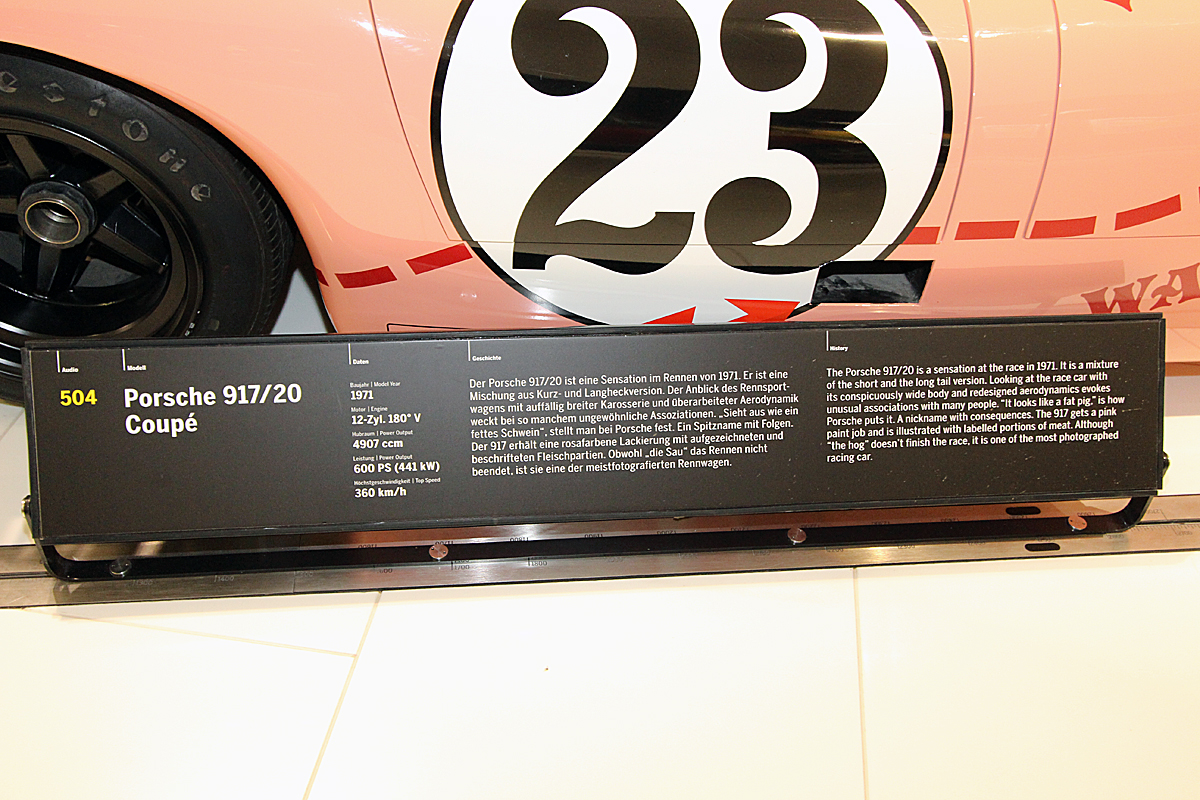 estone
23
WA
Audio
504
Modell
Porsche 917/20
Coupé
Daten
Baujahr | Model Year
1971
Motor | Engine
12-Zyl. 180° V
Hubraum | Power Output
4907 ccm
Leistung | Power Output
600 PS (441 kW)
Höchstgeschwindigkeit | Top Speed
360 km/h
Geschichte
Der Porsche 917/20 ist eine Sensation im Rennen von 1971. Er ist eine
Mischung aus Kurz- und Langheckversion. Der Anblick des Rennsport-
wagens mit auffällig breiter Karosserie und überarbeiteter Aerodynamik
weckt bei so manchem ungewöhnliche Assoziationen. „Sieht aus wie ein
fettes Schwein“, stellt man bei Porsche fest. Ein Spitzname mit Folgen.
Der 917 erhält eine rosafarbene Lackierung mit aufgezeichneten und
beschrifteten Fleischpartien. Obwohl „die Sau“ das Rennen nicht
beendet, ist sie eine der meistfotografierten Rennwagen.
History
The Porsche 917/20 is a sensation at the race in 1971. It is a mixture
of the short and the long tail version. Looking at the race car with
its conspicuously wide body and redesigned aerodynamics evokes
unusual associations with many people. “It looks like a fat pig,” is how
Porsche puts it. A nickname with consequences. The 917 gets a pink
paint job and is illustrated with labelled portions of meat. Although
“the hog” doesn’t finish the race, it is one of the most photographed
racing car.
1700
1800